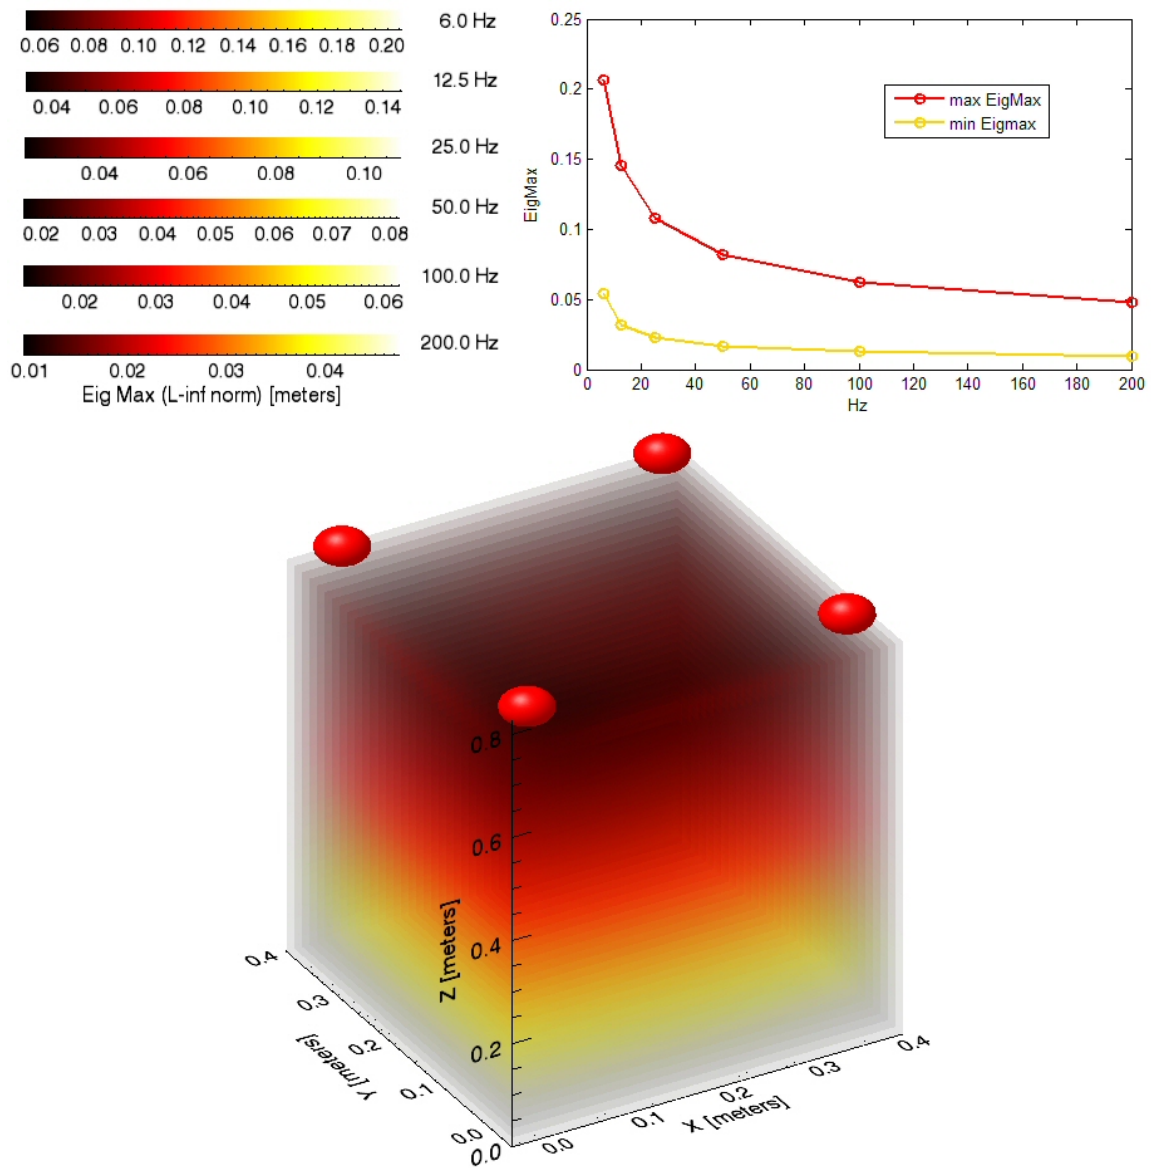 6.0 Hz
0.06 0.08 0.10 0.12 0.14 0.16 0.18 0.20
12.5 Hz
0.04 0.06 0.08 0.10 0.12 0.14
25.0 Hz
0.04 0.06 0.08 0.10
50.0 Hz
0.02 0.03 0.04 0.05 0.06 0.07 0.08
100.0 Hz
0.02 0.03 0.04 0.05 0.06
200.0 Hz
0.01 0.02 0.03 0.04
Eig Max (L-inf norm) [meters]
0.25
0.2
0.15
0.1
0.05
0
EigMax
max EigMax
min Eigmax
0 20 40 60 80 100 120 140 160 180 200
Hz
0.8
0.6
0.4
0.2
0.0
Z [meters]
0.4
0.3
0.2
0.1
0.0
Y [meters]
0.0 0.1 0.2 0.3 0.4
X [meters]